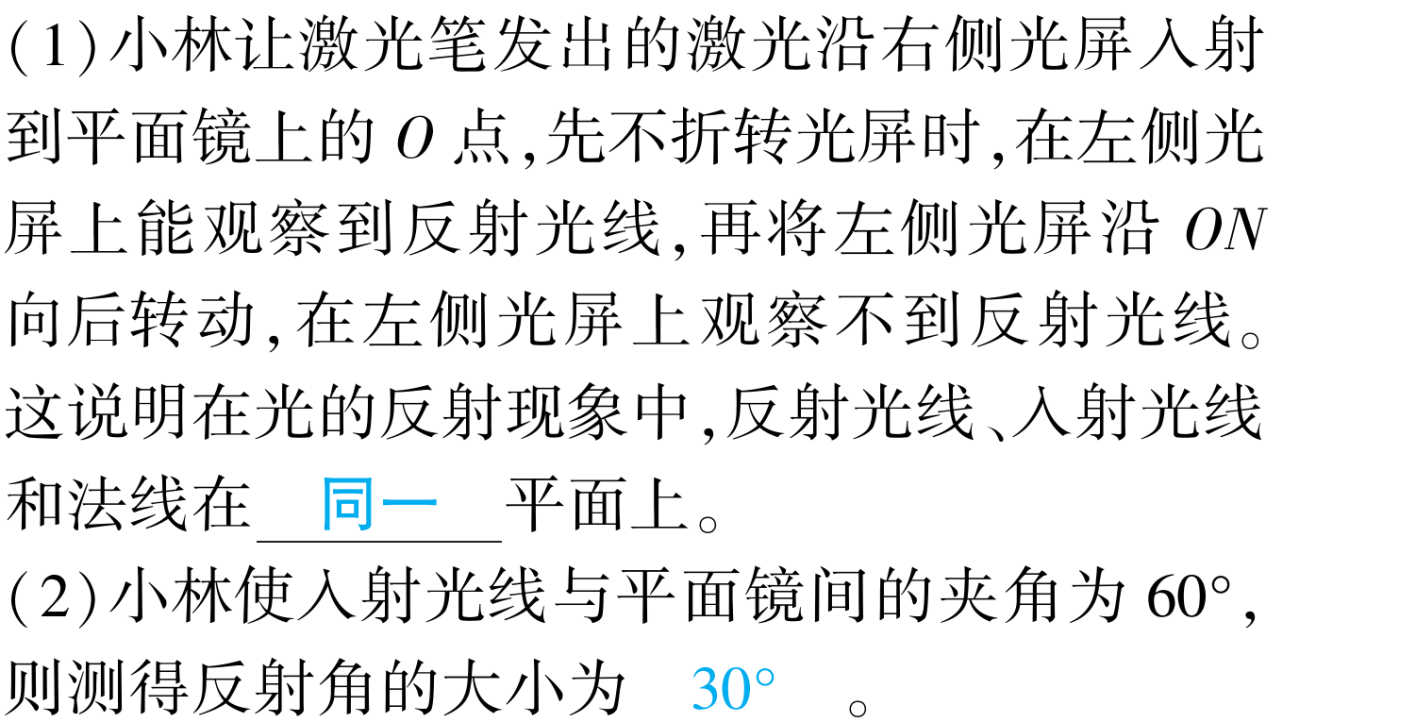 (1)小林让激光笔发出的激光沿右侧光屏入射
到平面镜上的 O 点,先不折转光屏时,在左侧光
屏上能观察到反射光线,再将左侧光屏沿 ON
向后转动,在左侧光屏上观察不到反射光线。
这说明在光的反射现象中,反射光线、入射光线
和法线在 同一 平面上。
(2)小林使入射光线与平面镜间的夹角为 60°,
则测得反射角的大小为 30° 。